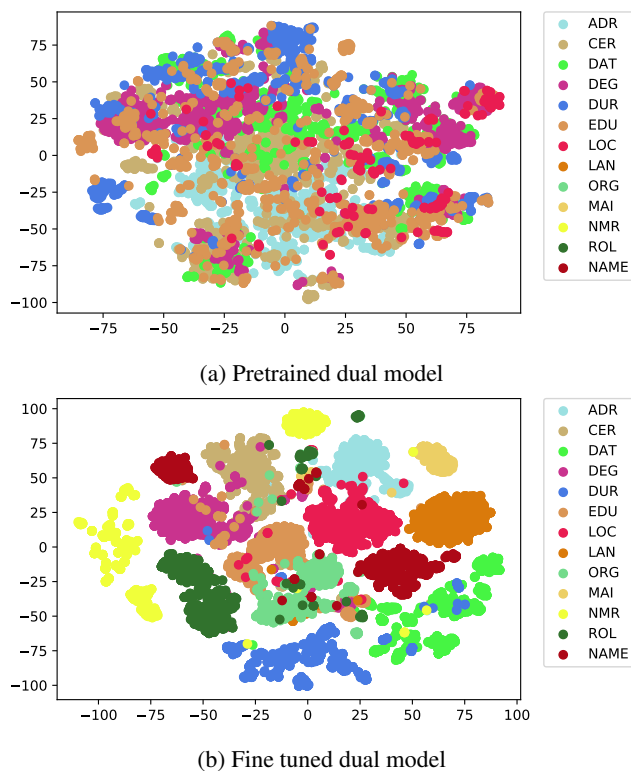 75
50
25
0
−25
−50
−75
−100
−75
−50
−25
0
25
50
75
ADR
CER
DAT
DEG
DUR
EDU
LOC
LAN
ORG
MAI
NMR
ROL
NAME
(a) Pretrained dual model
100
75
50
25
0
−25
−50
−75
−100
−100
−75
−50
−25
0
25
50
75
100
ADR
CER
DAT
DEG
DUR
EDU
LOC
LAN
ORG
MAI
NMR
ROL
NAME
(b) Fine tuned dual model